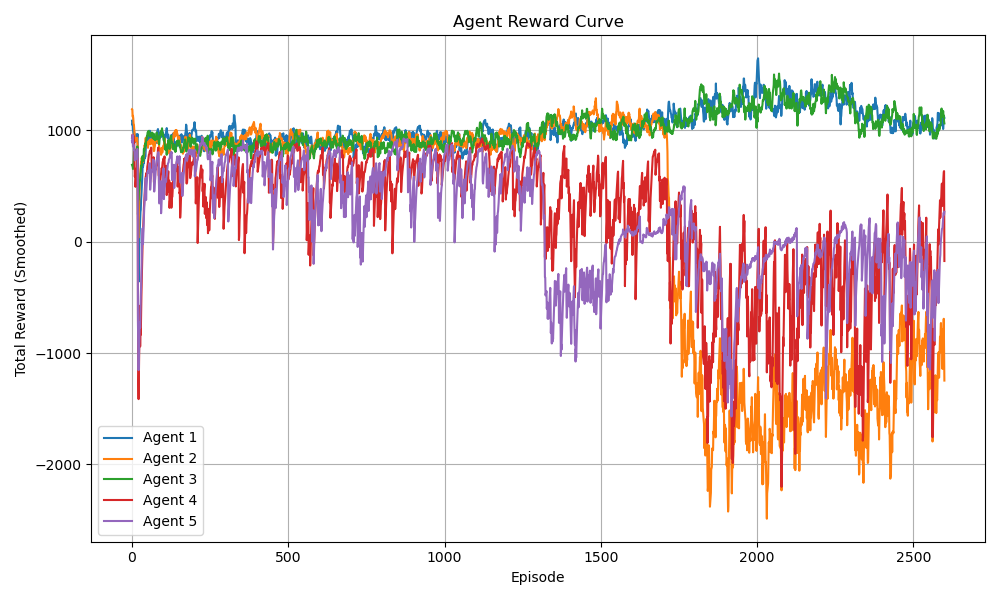 Agent Reward Curve
Total Reward (Smoothed)
1000
0
−1000
−2000
Agent 1
Agent 2
Agent 3
Agent 4
Agent 5
0 500 1000 1500 2000 2500
Episode